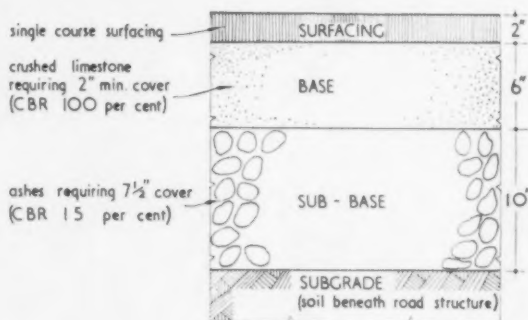 single course surfacing
SURFACING
2"
crushed limestone
requiring 2" min. cover
(CBR 100 per cent)
BASE
6"
ashes requiring 7½" cover
(CBR 15 per cent)
SUB - BASE
10"
SUBGRADE
(soil beneath road structure)